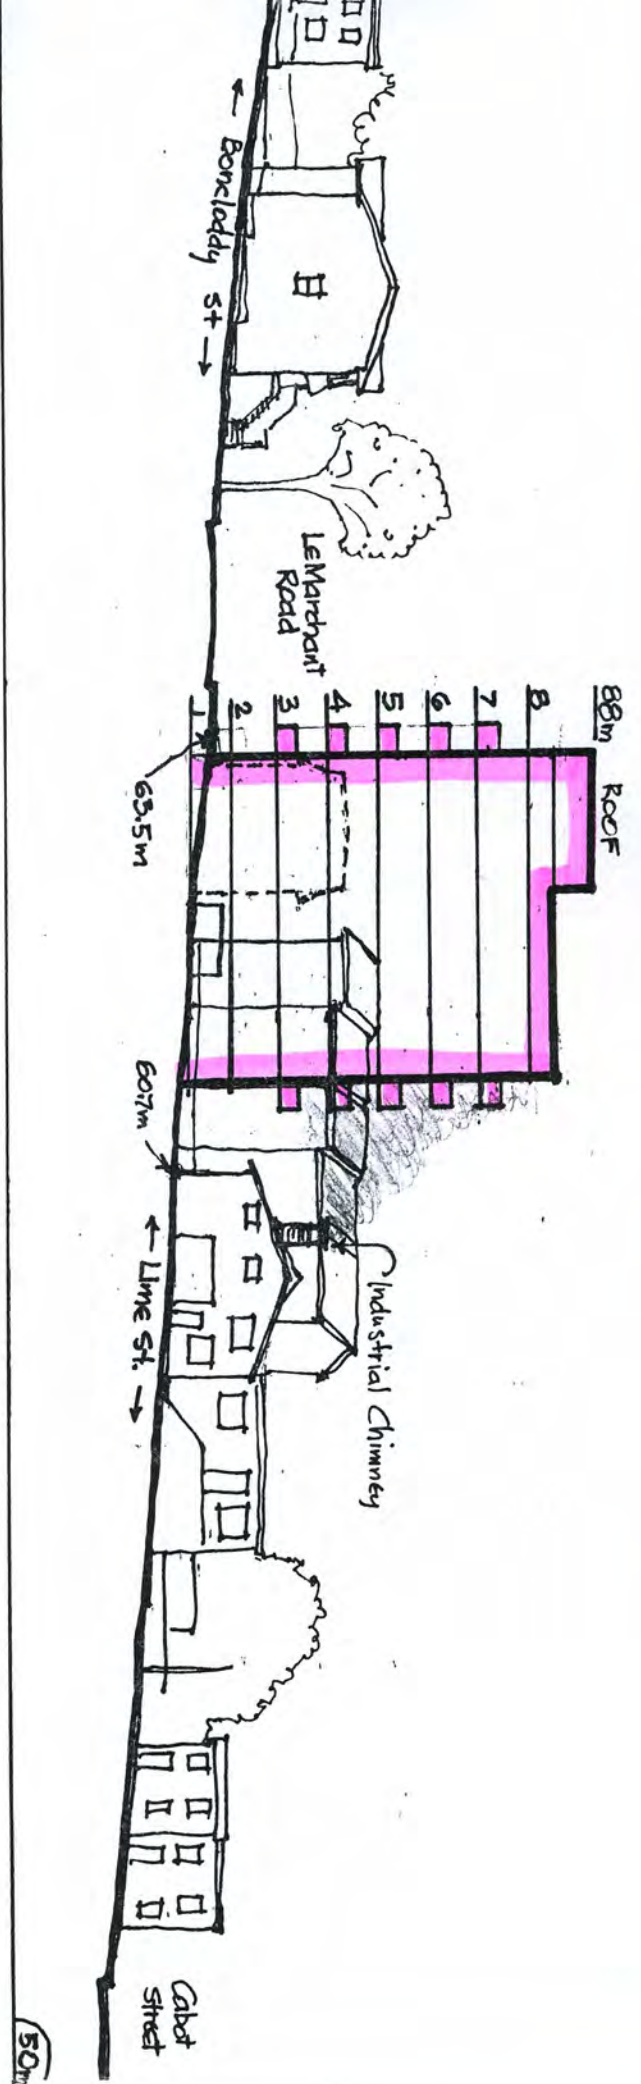 ← Boncloddy St →
LeMarchant
Road
88m
ROOF
8
7
6
5
4
3
2
1
63.5m
60.7m
← Lime St. →
Industrial Chimney
Cabot
Street
50m